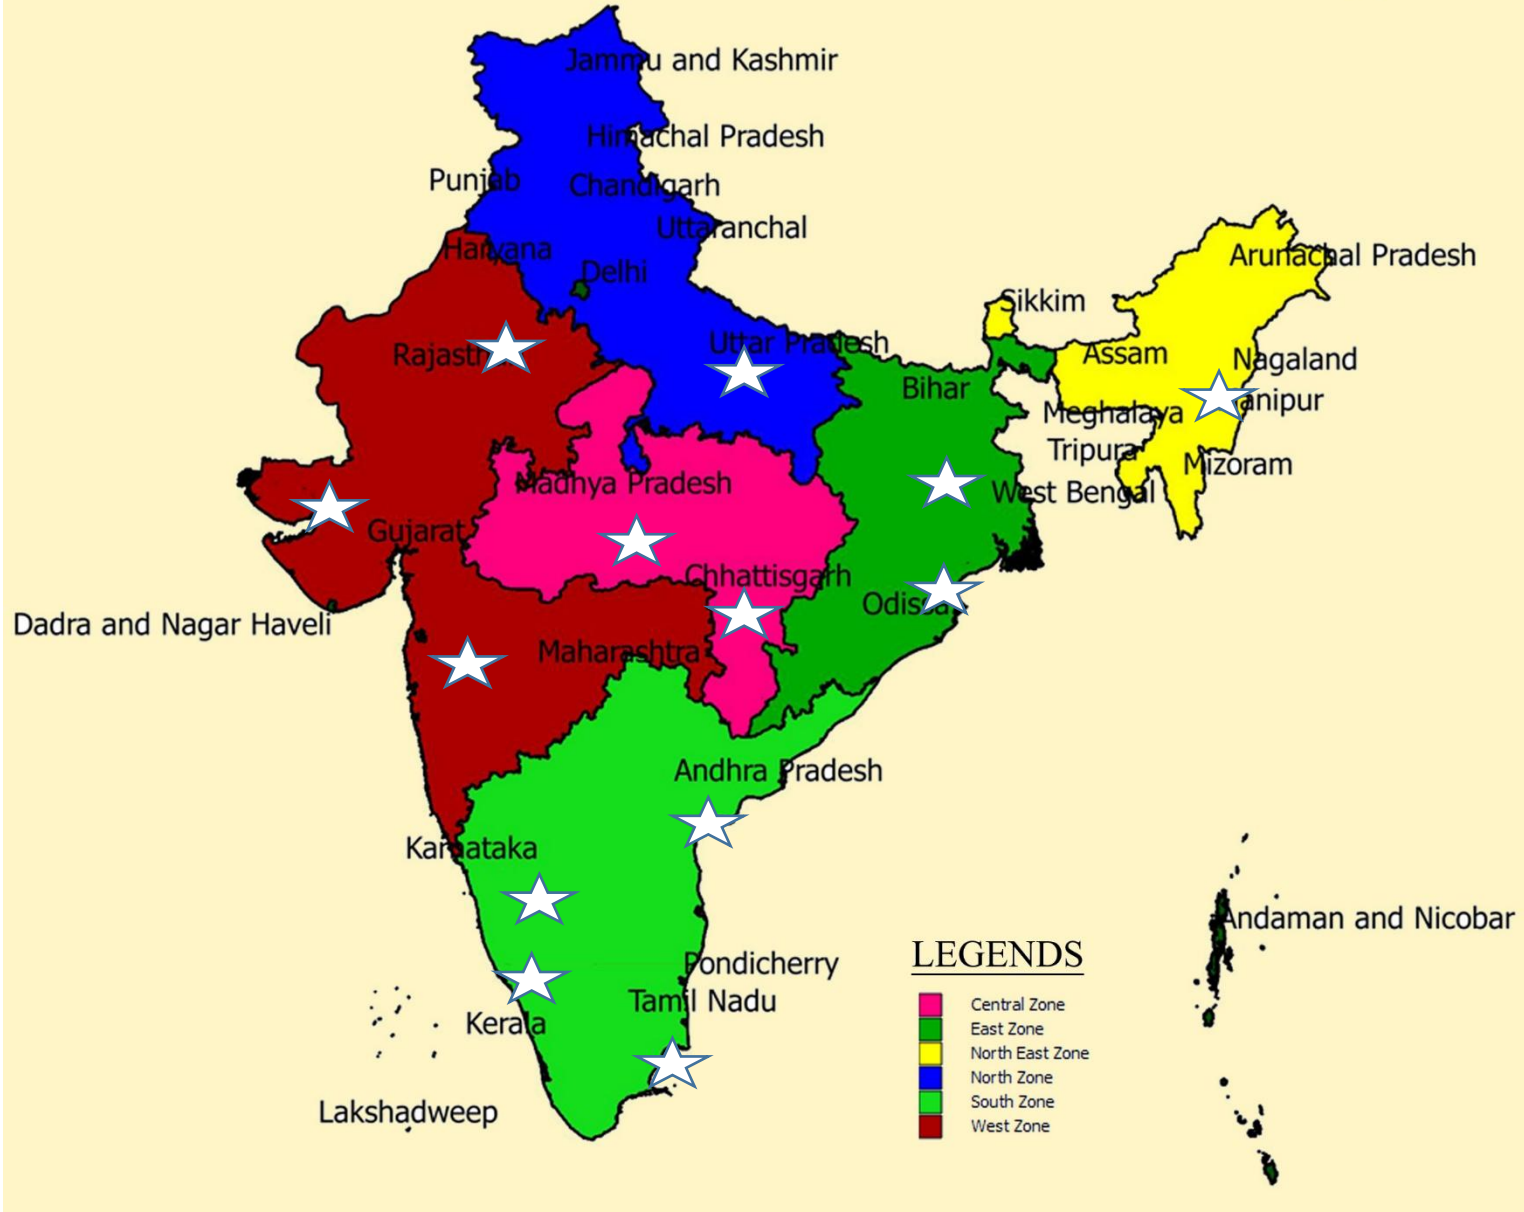 Jammu and Kashmir
Himachal Pradesh
Punjab
Chandigarh
Uttaranchal
Haryana
Delhi
Arunachal Pradesh
Sikkim
Rajasth
Uttar Pradesh
Assam
Nagaland
Bihar
Meghalaya
anipur
Tripura
Mizoram
Madhya Pradesh
West Bengal
Gujarat
Chhattisgarh
Odissa
Dadra and Nagar Haveli
Maharashtra
Andhra Pradesh
Karnataka
Andaman and Nicobar
Pondicherry
Tamil Nadu
Kerala
Lakshadweep
LEGENDS
Central Zone
East Zone
North East Zone
North Zone
South Zone
West Zone